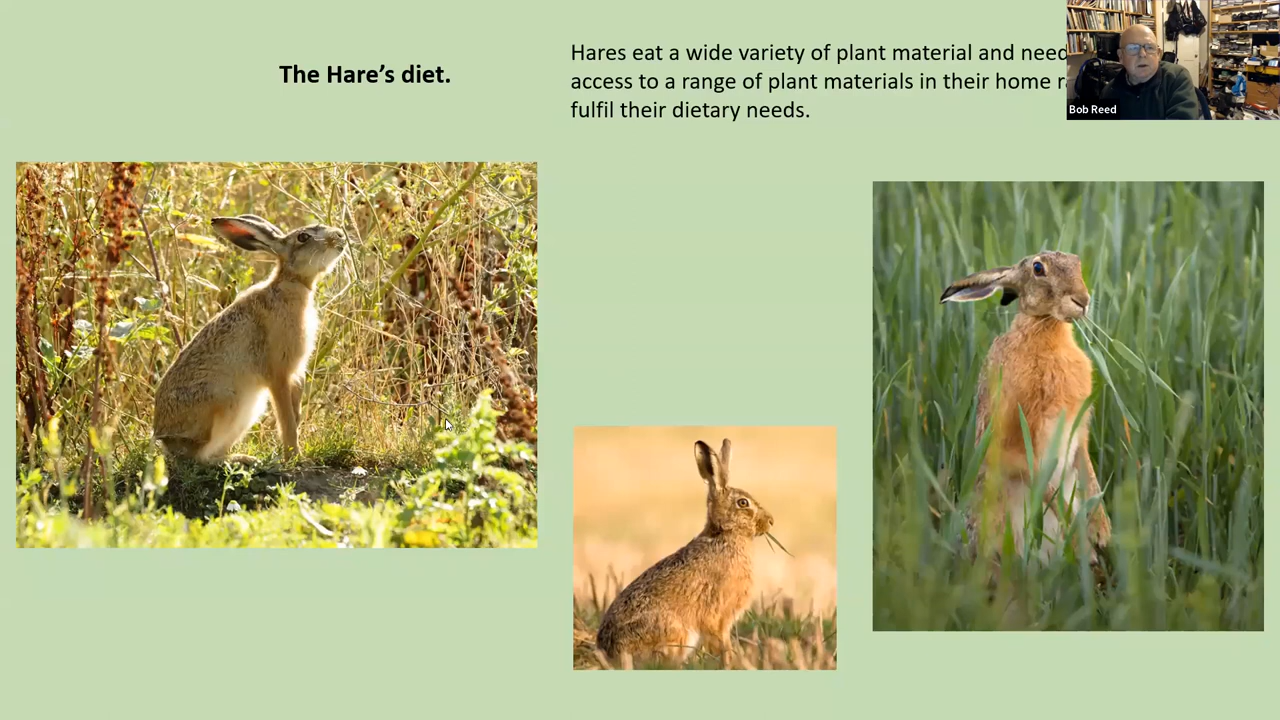 The Hare’s diet.
Hares eat a wide variety of plant material and need
access to a range of plant materials in their home
fulfil their dietary needs.
Bob Reed